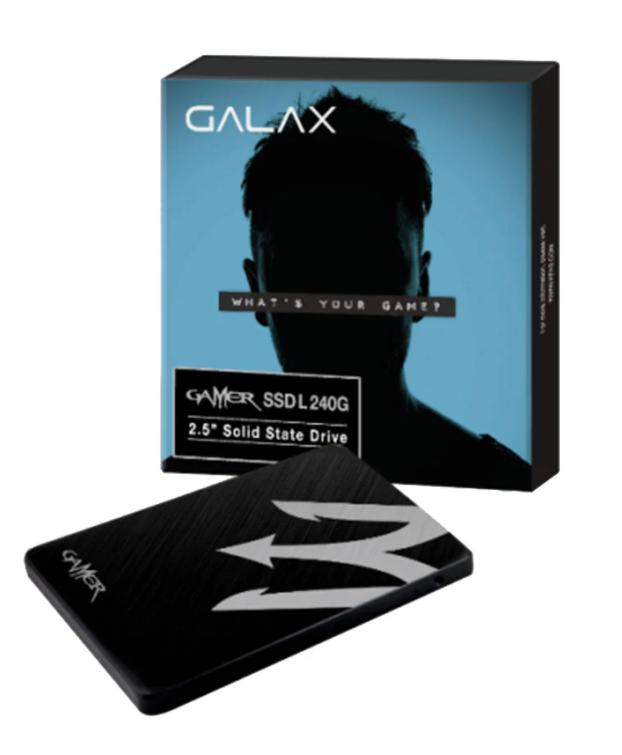 GALAX
WHAT'S YOUR GAME?
GAMER SSD L 240G
2.5" Solid State Drive
GAMER